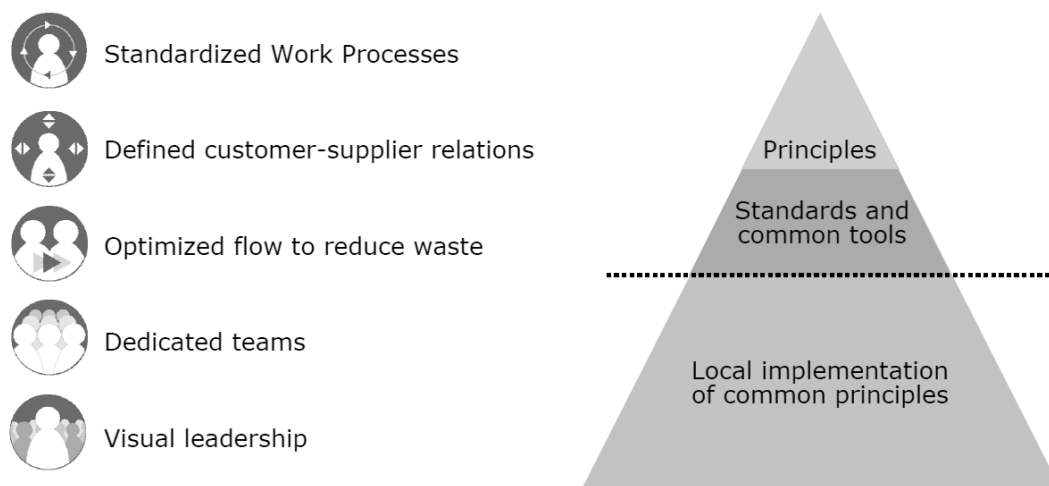 Standardized Work Processes
Defined customer-supplier relations
Optimized flow to reduce waste
Dedicated teams
Visual leadership
Principles
Standards and
common tools
Local implementation
of common principles